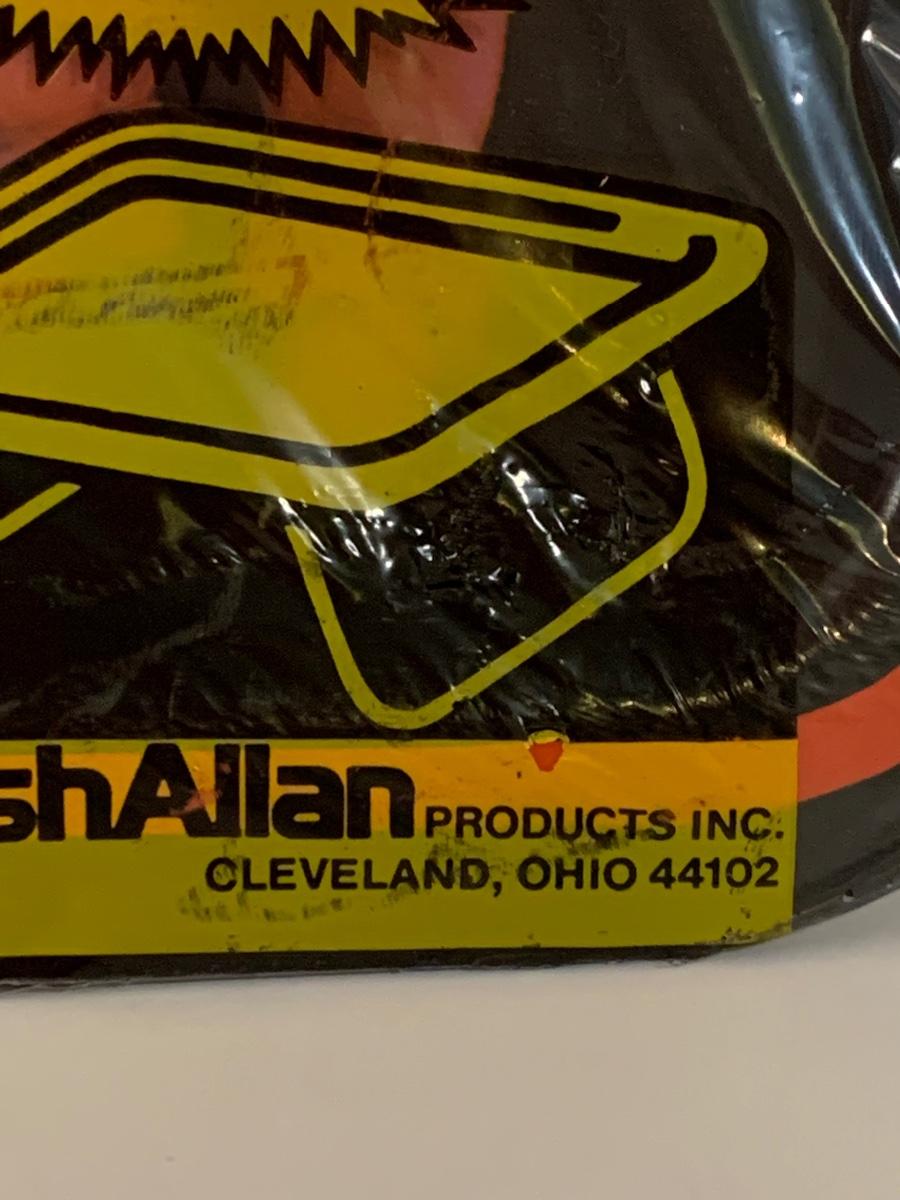 shAllan PRODUCTS INC.
CLEVELAND, OHIO 44102